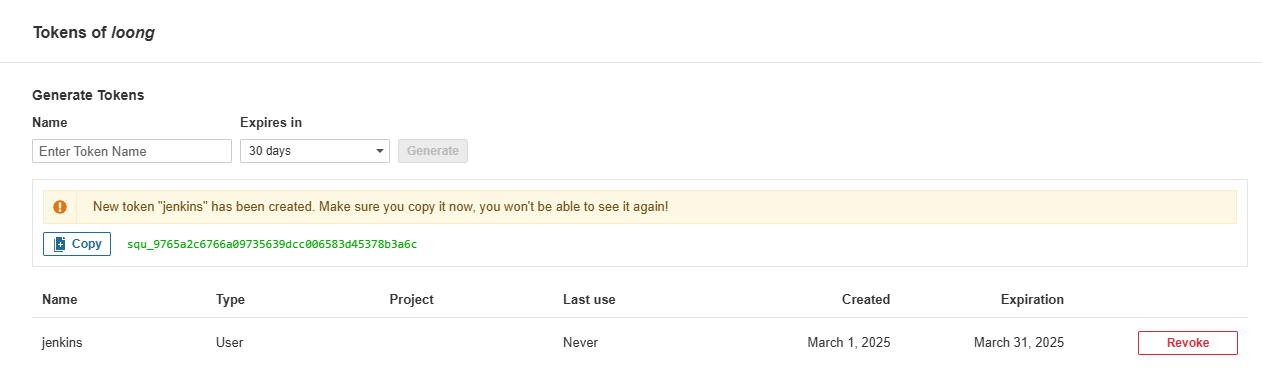 Tokens of loong
Generate Tokens
Name Expires in
Enter Token Name 30 days Generate
New token "jenkins" has been created. Make sure you copy it now, you won't be able to see it again!
Copy squ_9765a2c6766a09735639dcc006583d45378b3a6c
Name Type Project Last use Created Expiration
jenkins User Never March 1, 2025 March 31, 2025 Revoke